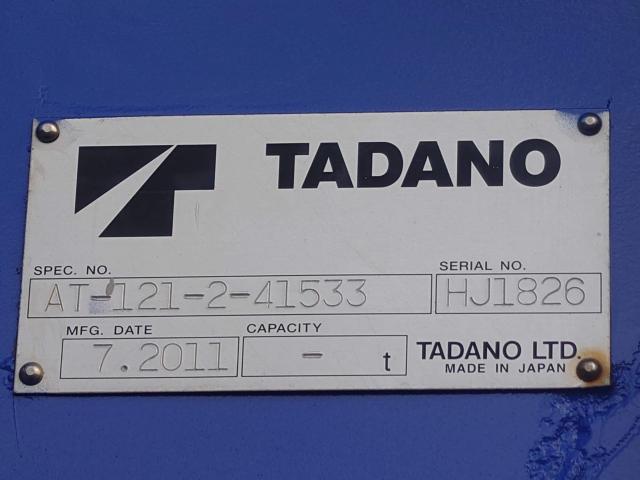 TADANO
SPEC. NO.
AT-121-2-41533
SERIAL NO.
HJ1826
MFG. DATE
7.2011
CAPACITY
- t
TADANO LTD.
MADE IN JAPAN